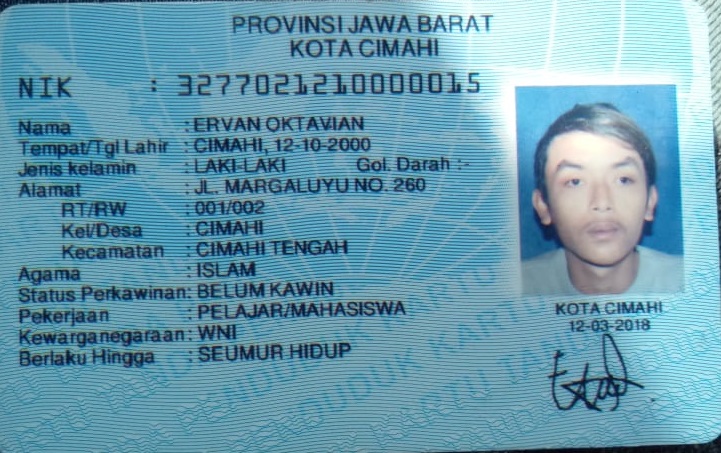 PROVINSI JAWA BARAT
KOTA CIMAHI
NIK : 3277021210000015
Nama : ERVAN OKTAVIAN
Tempat/Tgl Lahir : CIMAHI, 12-10-2000
Jenis kelamin : LAKI-LAKI Gol. Darah :-
Alamat : JL. MARGALUYU NO. 260
RT/RW : 001/002
Kel/Desa : CIMAHI
Kecamatan : CIMAHI TENGAH
Agama : ISLAM
Status Perkawinan: BELUM KAWIN
Pekerjaan : PELAJAR/MAHASISWA
Kewarganegaraan: WNI
Berlaku Hingga : SEUMUR HIDUP
KOTA CIMAHI
12-03-2018